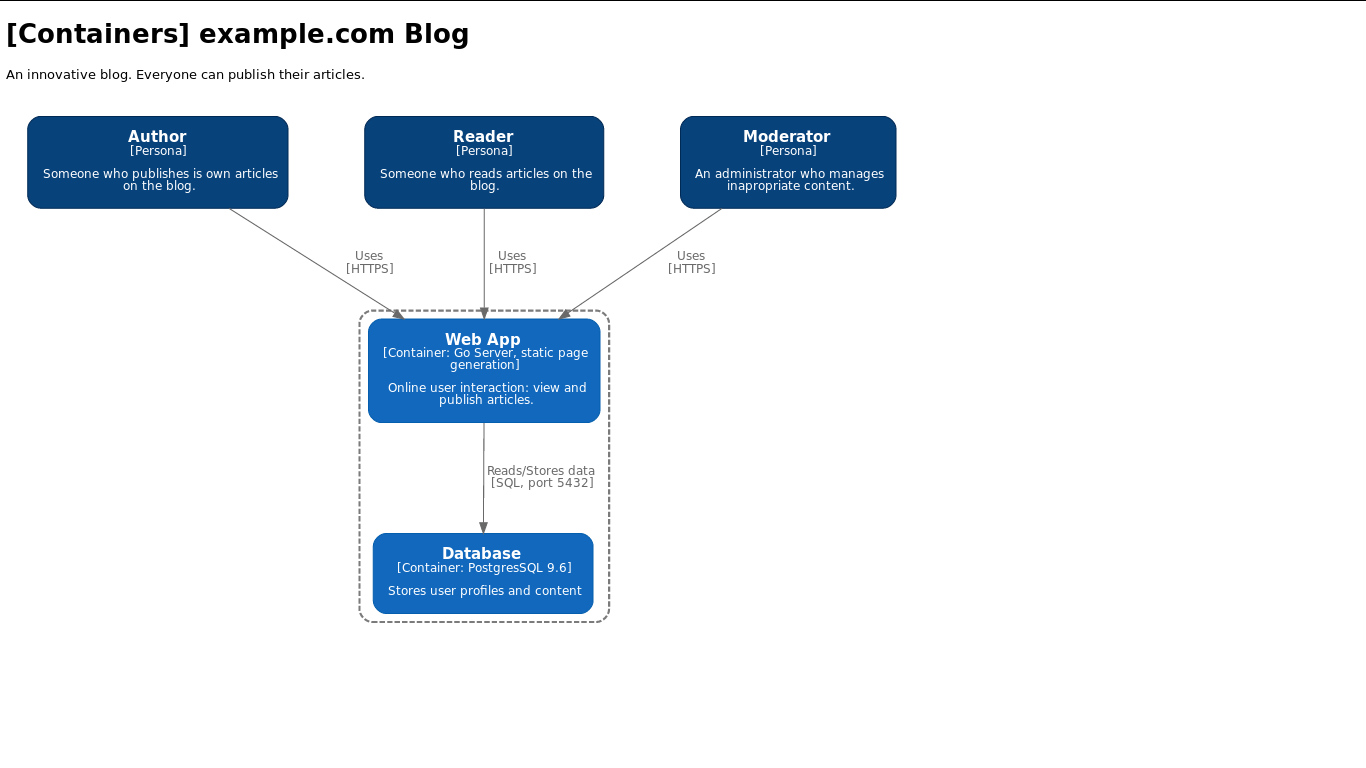 [Containers] example.com Blog
An innovative blog. Everyone can publish their articles.
Author
[Persona]
Someone who publishes is own articles
on the blog.
Reader
[Persona]
Someone who reads articles on the
blog.
Moderator
[Persona]
An administrator who manages
inapropriate content.
Uses
[HTTPS]
Uses
[HTTPS]
Uses
[HTTPS]
Web App
[Container: Go Server, static page
generation]
Online user interaction: view and
publish articles.
Reads/Stores data
[SQL, port 5432]
Database
[Container: PostgresSQL 9.6]
Stores user profiles and content